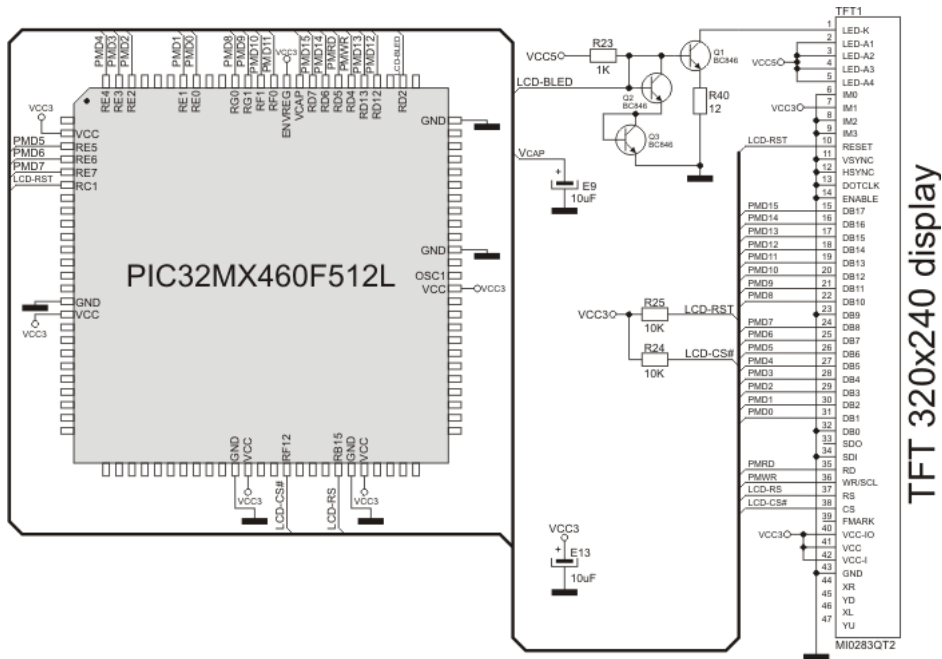 TFT1
PMD4
PMD3
PMD2
PMD1
PMD0
PMD8
PMD9
PMD10
PMD11
VCC3
PMD15
PMD14
PMRD
PMWR
PMD13
PMD12
LCD-BLED
RE4
RE3
RE2
RE1
RE0
RG0
RG1
RF1
RF0
ENVREG
VCAP
RD7
RD6
RD5
RD4
RD13
RD12
RD2
VCC3
VCC
PMD5 RE5
PMD6 RE6
PMD7 RE7
LCD-RST RC1
GND
GND
OSC1
VCC VCC3
PIC32MX460F512L
GND
VCC
VCC3
GND
VCC
RF12
RB15
GND
VCC
VCC3
LCD-CS#
LCD-RS
VCC3
VCC5
R23
1K
LCD-BLED
Q1
BC846
Q2
BC846
Q3
BC846
R40
12
VCAP
+
E9
10uF
VCC3
R25
10K
LCD-RST
R24
10K
LCD-CS#
VCC3
+
E13
10uF
1 LED-K
2 LED-A1
VCC5 3 LED-A2
4 LED-A3
5 LED-A4
6 IM0
VCC3 7 IM1
8 IM2
9 IM3
LCD-RST 10 RESET
11 VSYNC
12 HSYNC
13 DOTCLK
14 ENABLE
PMD15 15 DB17
PMD14 16 DB16
PMD13 17 DB15
PMD12 18 DB14
PMD11 19 DB13
PMD10 20 DB12
PMD9 21 DB11
PMD8 22 DB10
23 DB9
PMD7 24 DB8
PMD6 25 DB7
PMD5 26 DB6
PMD4 27 DB5
PMD3 28 DB4
PMD2 29 DB3
PMD1 30 DB2
PMD0 31 DB1
32 DB0
33 SDO
34 SDI
PMRD 35 RD
PMWR 36 WR/SCL
LCD-RS 37 RS
LCD-CS# 38 CS
39 FMARK
VCC3 40 VCC-IO
41 VCC
42 VCC-I
43 GND
44 XR
45 YD
46 XL
47 YU
MI0283QT2
TFT 320x240 display